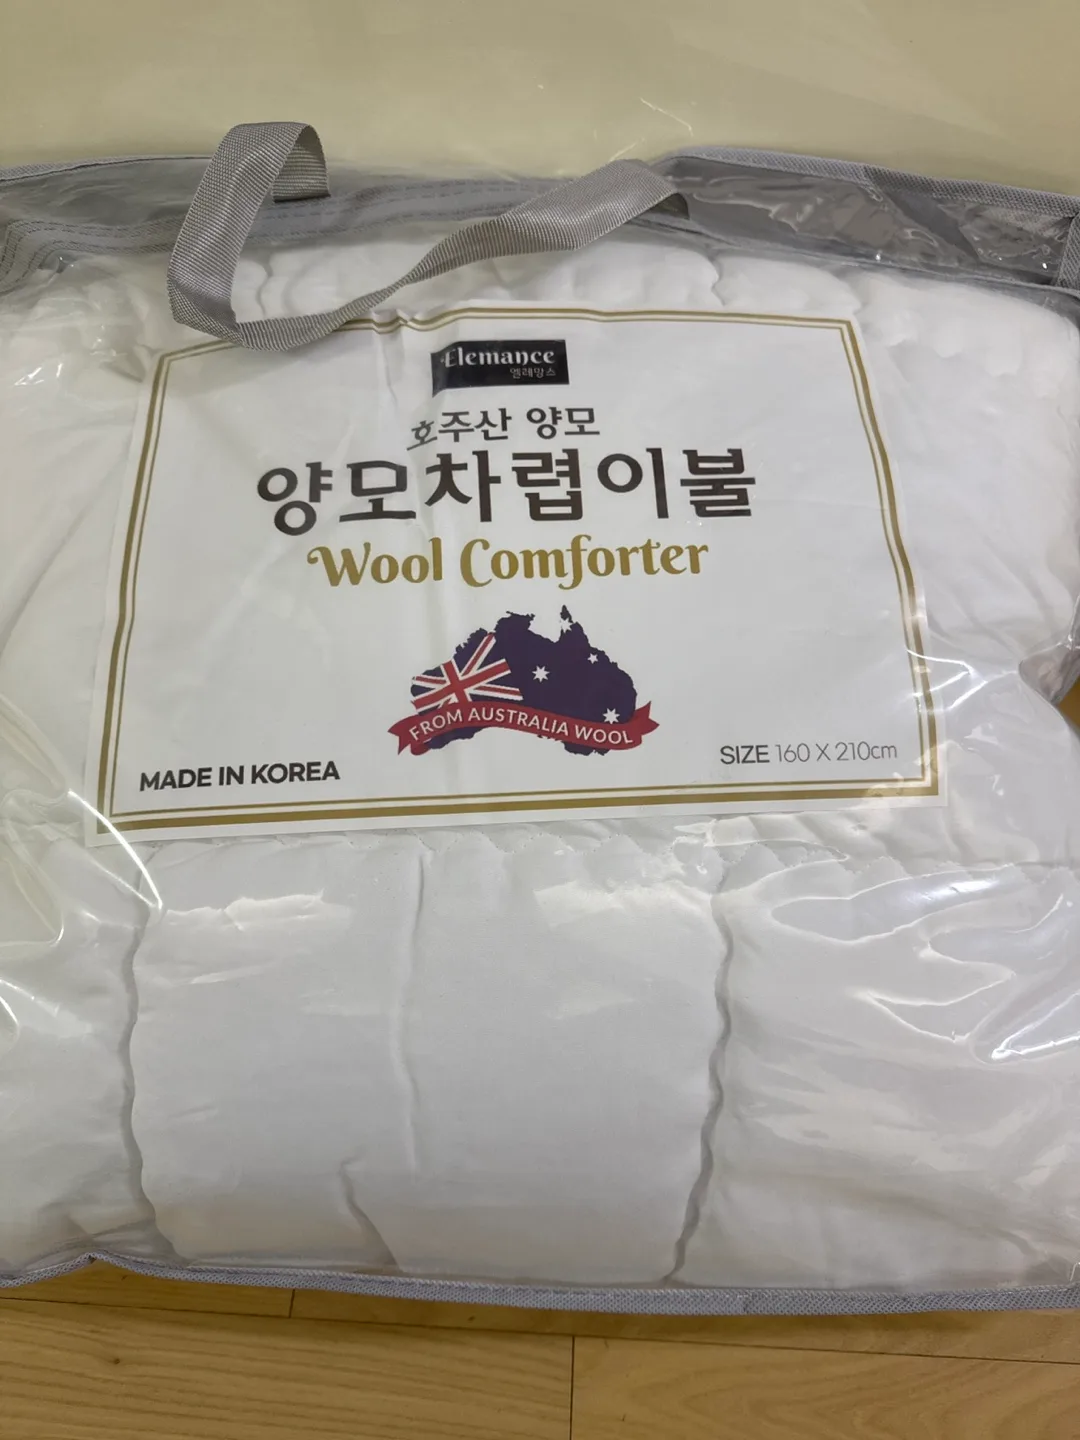 Elemance
엘레망스
호주산 양모
양모차렵이불
Wool Comforter
FROM AUSTRALIA WOOL
MADE IN KOREA
SIZE 160 X 210cm